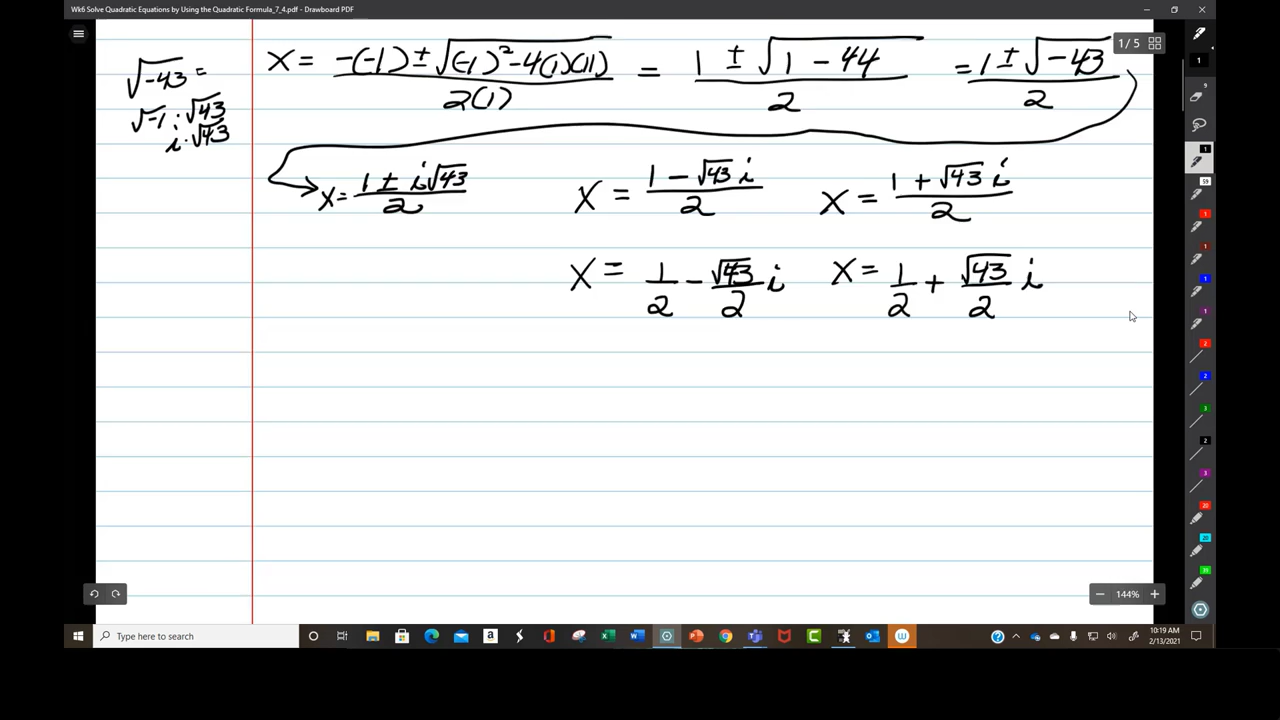 Wk6 Solve Quadratic Equations by Using the Quadratic Formula_7_4.pdf - Drawboard PDF
1 / 5
x = -(-1) ± √(-1)² - 4(1)(11) / 2(1) = 1 ± √1 - 44 / 2 = 1 ± √-43 / 2
√-43 =
√-1 · √43
i · √43
x = 1 ± i√43 / 2
x = 1 - √43 i / 2
x = 1 + √43 i / 2
x = 1/2 - √43/2 i
x = 1/2 + √43/2 i
144%
Type here to search
10:19 AM
2/13/2021